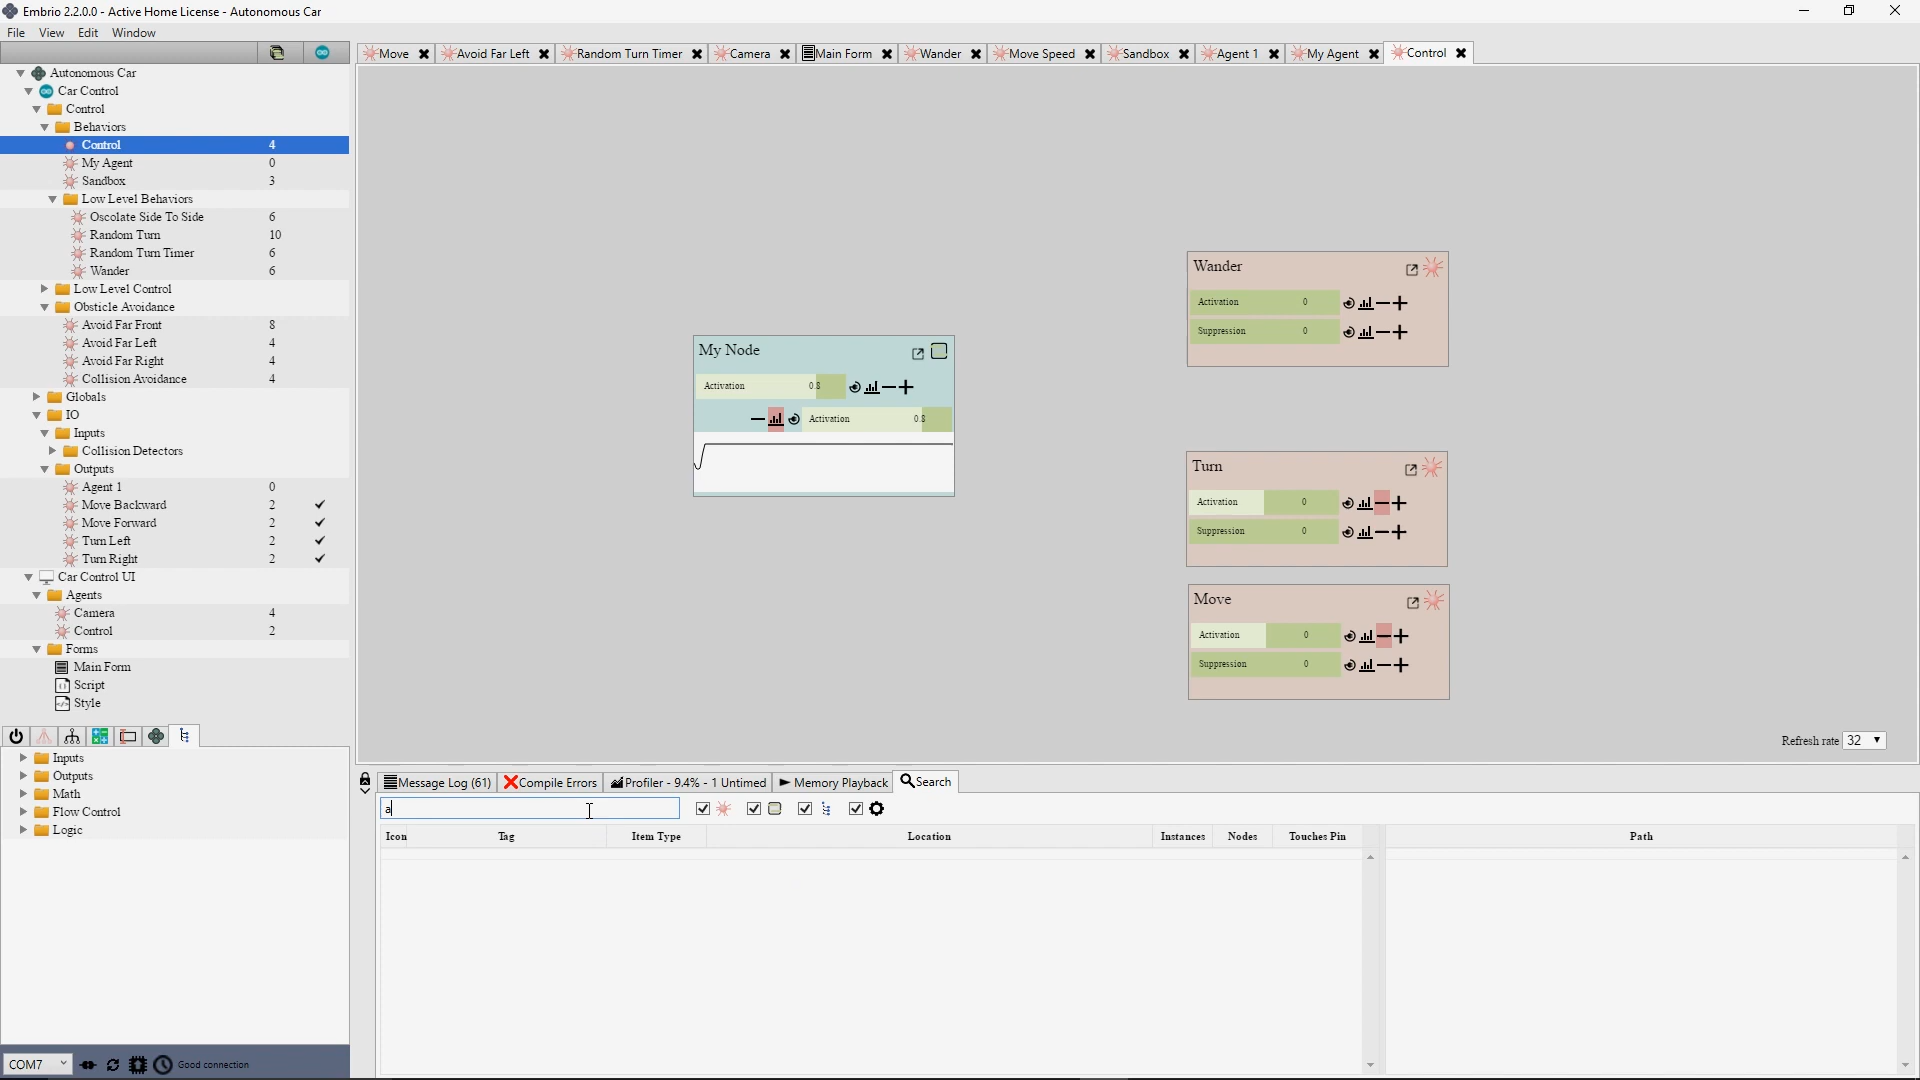 Embrio 2.2.0.0 - Active Home License - Autonomous Car
File View Edit Window
Move Avoid Far Left Random Turn Timer Camera Main Form Wander Move Speed Sandbox Agent 1 My Agent Control
Autonomous Car
Car Control
Control
Behaviors
Control 4
My Agent 0
Sandbox 3
Low Level Behaviors
Oscolate Side To Side 6
Random Turn 10
Random Turn Timer 6
Wander 6
Low Level Control
Obsticle Avoidance
Avoid Far Front 8
Avoid Far Left 4
Avoid Far Right 4
Collision Avoidance 4
Globals
IO
Inputs
Collision Detectors
Outputs
Agent 1 0
Move Backward 2
Move Forward 2
Turn Left 2
Turn Right 2
Car Control UI
Agents
Camera 4
Control 2
Forms
Main Form
Script
Style
Inputs
Outputs
Math
Flow Control
Logic
COM7 Good connection
My Node
Activation 0.8
Activation 0.8
Wander
Activation 0
Suppression 0
Turn
Activation 0
Suppression 0
Move
Activation 0
Suppression 0
Refresh rate 32
Message Log (61) Compile Errors Profiler - 9.4% - 1 Untimed Memory Playback Search
a
Icon Tag Item Type Location Instances Nodes Touches Pin Path